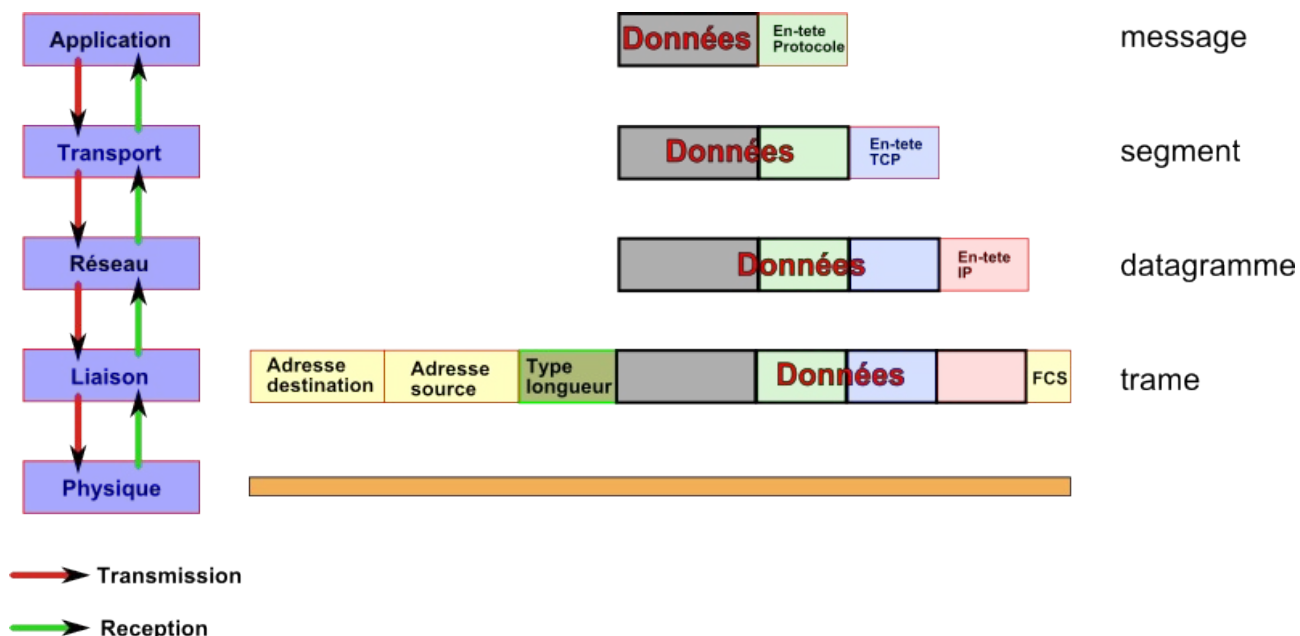 Application
Données
En-tete
Protocole
message
Transport
Données
En-tete
TCP
segment
Réseau
Données
En-tete
IP
datagramme
Liaison
Adresse
destination
Adresse
source
Type
longueur
Données
FCS
trame
Physique
Transmission
Reception